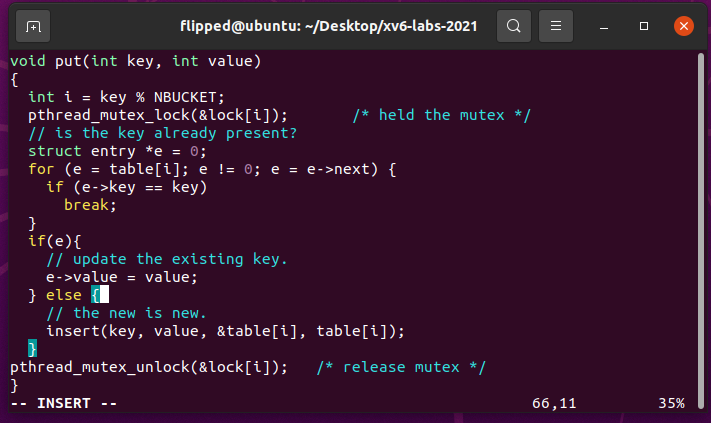 flipped@ubuntu: ~/Desktop/xv6-labs-2021
void put(int key, int value)
{
  int i = key % NBUCKET;
  pthread_mutex_lock(&lock[i]);       /* held the mutex */
  // is the key already present?
  struct entry *e = 0;
  for (e = table[i]; e != 0; e = e->next) {
    if (e->key == key)
      break;
  }
  if(e){
    // update the existing key.
    e->value = value;
  } else {
    // the new is new.
    insert(key, value, &table[i], table[i]);
  }
pthread_mutex_unlock(&lock[i]);   /* release mutex */
}
-- INSERT --                                              66,11         35%